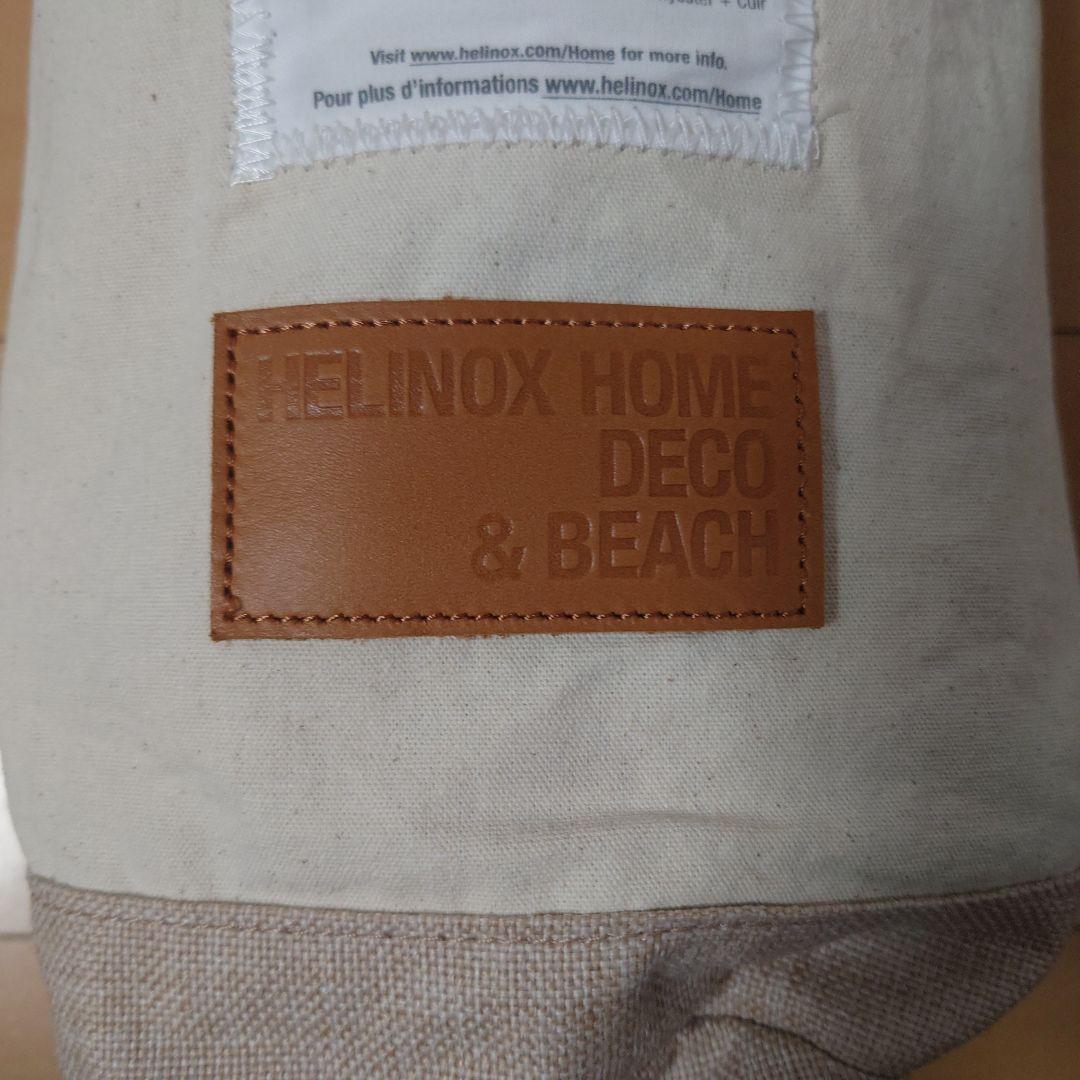 + Cuir
Visit www.helinox.com/Home for more info.
Pour plus d'informations www.helinox.com/Home
HELINOX HOME
DECO
& BEACH